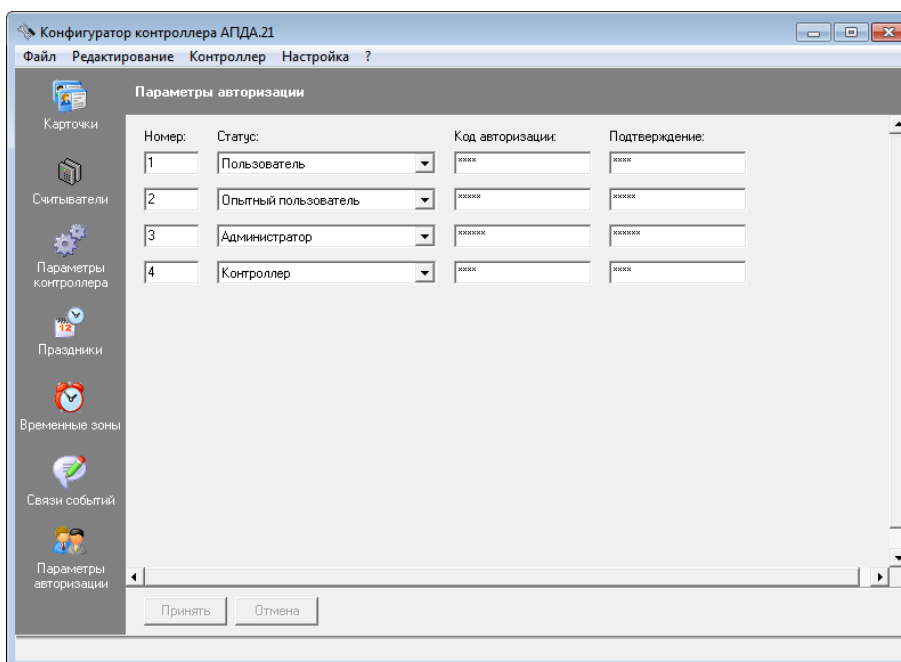 Конфигуратор контроллера АПДА.21
Файл Редактирование Контроллер Настройка ?
Карточки
Считыватели
Параметры
контроллера
12
Праздники
Временные зоны
Связи событий
Параметры
авторизации
Параметры авторизации
Номер: Статус: Код авторизации: Подтверждение:
1 Пользователь **** ****
2 Опытный пользователь ***** *****
3 Администратор ****** ******
4 Контроллер **** ****
Принять Отмена